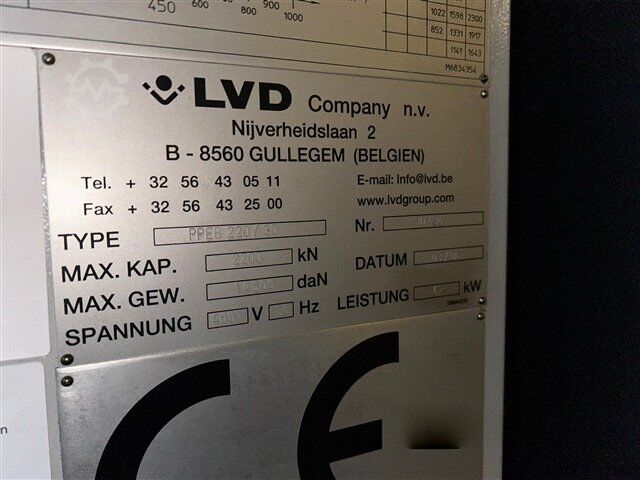 450 600 700 800 900 1000
1022 1598 2300
852 1331 1917
1141 1643
M6834354
LVD Company n.v.
Nijverheidslaan 2
B - 8560 GULLEGEM (BELGIEN)
Tel. + 32 56 43 05 11
E-mail: Info@lvd.be
Fax + 32 56 43 25 00
www.lvdgroup.com
TYPE PPEB 220 / 30
Nr.
MAX. KAP. 2200 kN
DATUM
MAX. GEW. daN
LEISTUNG kW
SPANNUNG 400 V Hz
CE